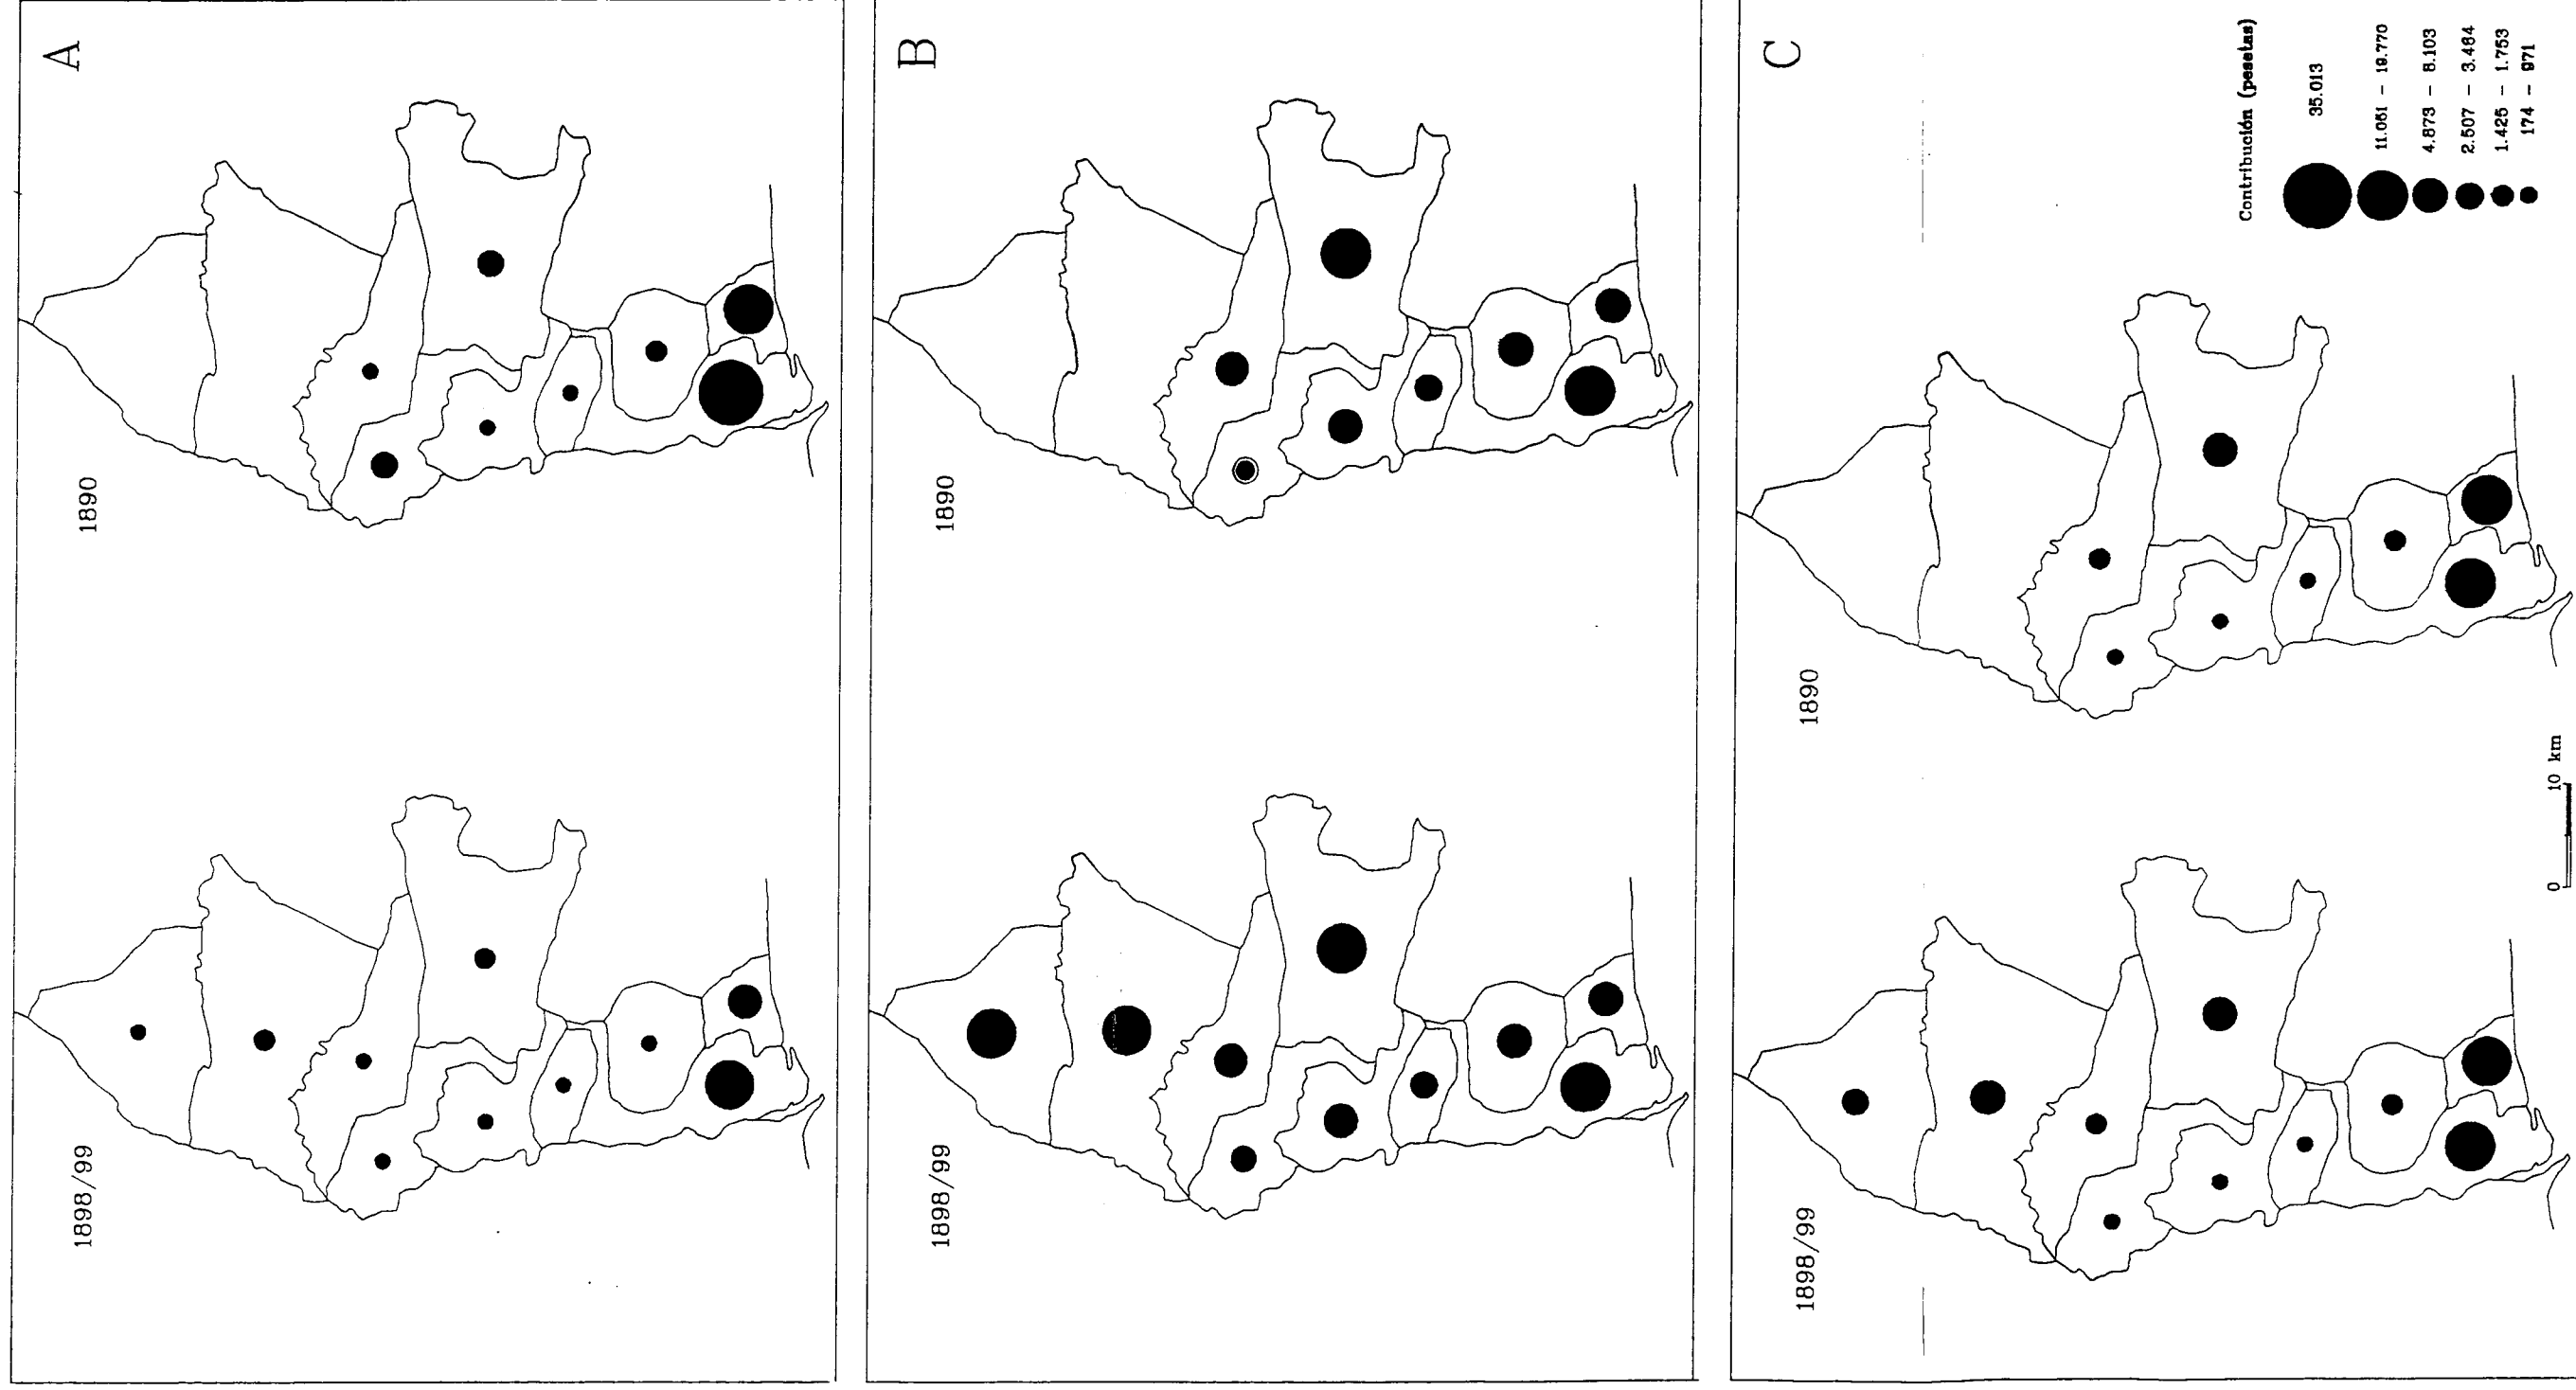 A
1890
1898/99
B
1890
1898/99
C
1890
1898/99
Contribución (pesetas)
35.013
11.051 - 19.770
4.873 - 8.103
2.507 - 3.484
1.425 - 1.753
174 - 971
0 10 km